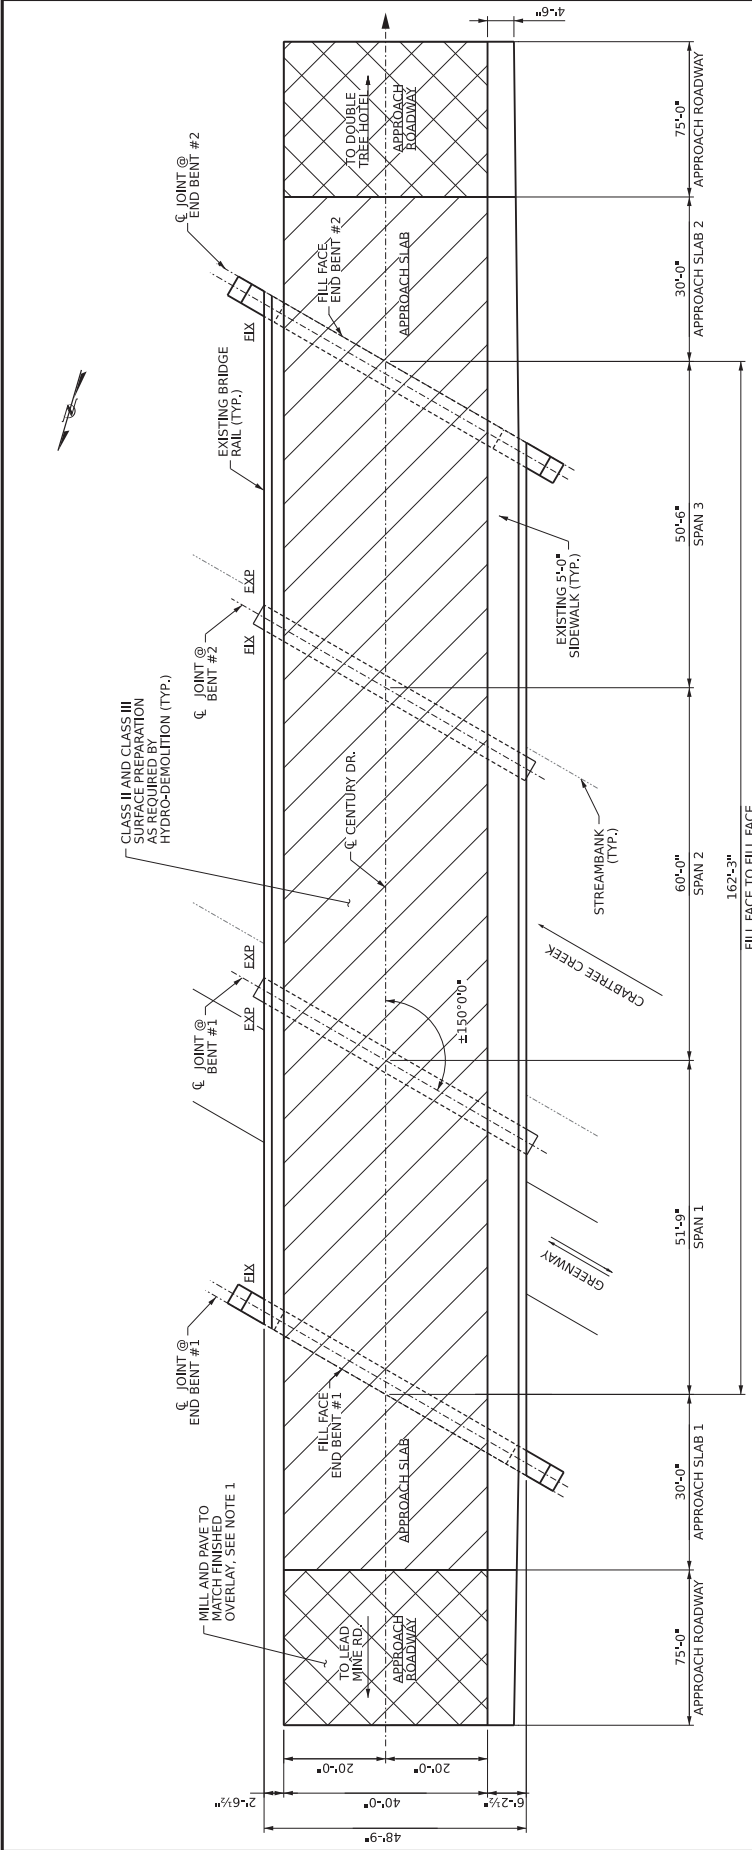 4'-6"
℄ JOINT @
END BENT #2
TO DOUBLE
TREE HOTEL
APPROACH
ROADWAY
75'-0"
APPROACH ROADWAY
FIX
FILL FACE
END BENT #2
APPROACH SLAB
30'-0"
APPROACH SLAB 2
EXISTING BRIDGE
RAIL (TYP.)
50'-6"
SPAN 3
EXISTING 5'-0"
SIDEWALK (TYP.)
EXP
FIX
℄ JOINT @
BENT #2
CLASS II AND CLASS III
SURFACE PREPARATION
AS REQUIRED BY
HYDRO-DEMOLITION (TYP.)
℄ CENTURY DR.
STREAMBANK
(TYP.)
60'-0"
SPAN 2
162'-3"
FILL FACE TO FILL FACE
CRABTREE CREEK
EXP
EXP
℄ JOINT @
BENT #1
±150°0'0"
51'-9"
SPAN 1
GREENWAY
FIX
℄ JOINT @
END BENT #1
FILL FACE
END BENT #1
APPROACH SLAB
30'-0"
APPROACH SLAB 1
MILL AND PAVE TO
MATCH FINISHED
OVERLAY, SEE NOTE 1
TO LEAD
MINE RD.
APPROACH
ROADWAY
75'-0"
APPROACH ROADWAY
20'-0"
20'-0"
2'-6½"
40'-0"
6'-2½"
48'-9"